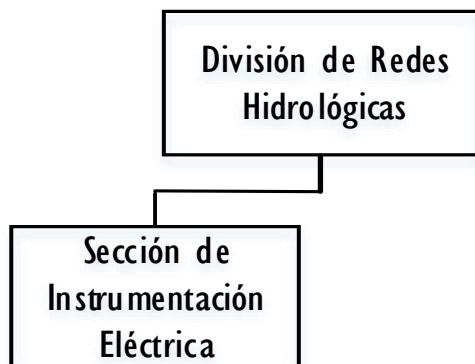 División de Redes
Hidrológicas
Sección de
Instrumentación
Eléctrica